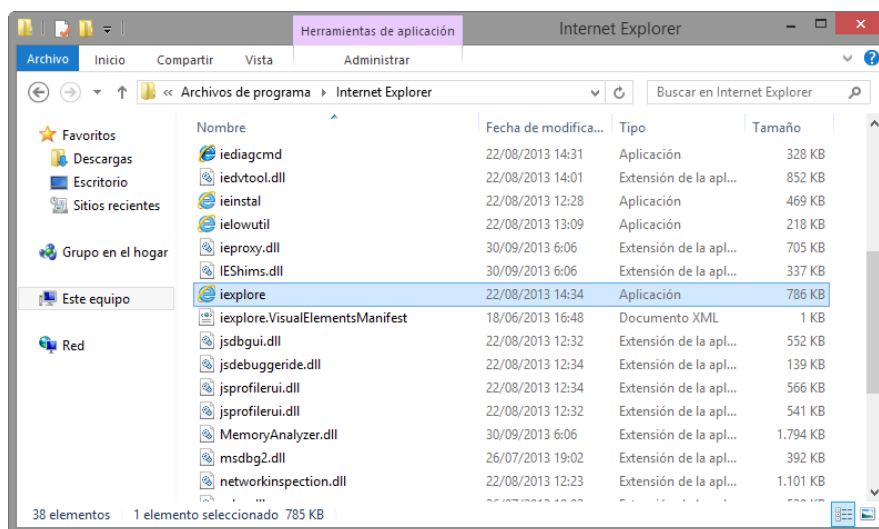 Herramientas de aplicación Internet Explorer
Archivo Inicio Compartir Vista Administrar
« Archivos de programa Internet Explorer Buscar en Internet Explorer
Favoritos
Descargas
Escritorio
Sitios recientes
Grupo en el hogar
Este equipo
Red
Nombre Fecha de modifica... Tipo Tamaño
iediagcmd 22/08/2013 14:31 Aplicación 328 KB
iedvtool.dll 22/08/2013 14:01 Extensión de la apl... 852 KB
ieinstal 22/08/2013 12:28 Aplicación 469 KB
ielowutil 22/08/2013 13:09 Aplicación 218 KB
ieproxy.dll 30/09/2013 6:06 Extensión de la apl... 705 KB
IEShims.dll 30/09/2013 6:06 Extensión de la apl... 337 KB
iexplore 22/08/2013 14:34 Aplicación 786 KB
iexplore.VisualElementsManifest 18/06/2013 16:48 Documento XML 1 KB
jsdbgui.dll 22/08/2013 12:32 Extensión de la apl... 552 KB
jsdebuggeride.dll 22/08/2013 12:34 Extensión de la apl... 139 KB
jsprofilerui.dll 22/08/2013 12:34 Extensión de la apl... 566 KB
jsprofilerui.dll 22/08/2013 12:32 Extensión de la apl... 541 KB
MemoryAnalyzer.dll 30/09/2013 6:06 Extensión de la apl... 1.794 KB
msdbg2.dll 26/07/2013 19:02 Extensión de la apl... 392 KB
networkinspection.dll 22/08/2013 12:23 Extensión de la apl... 1.101 KB
38 elementos 1 elemento seleccionado 785 KB